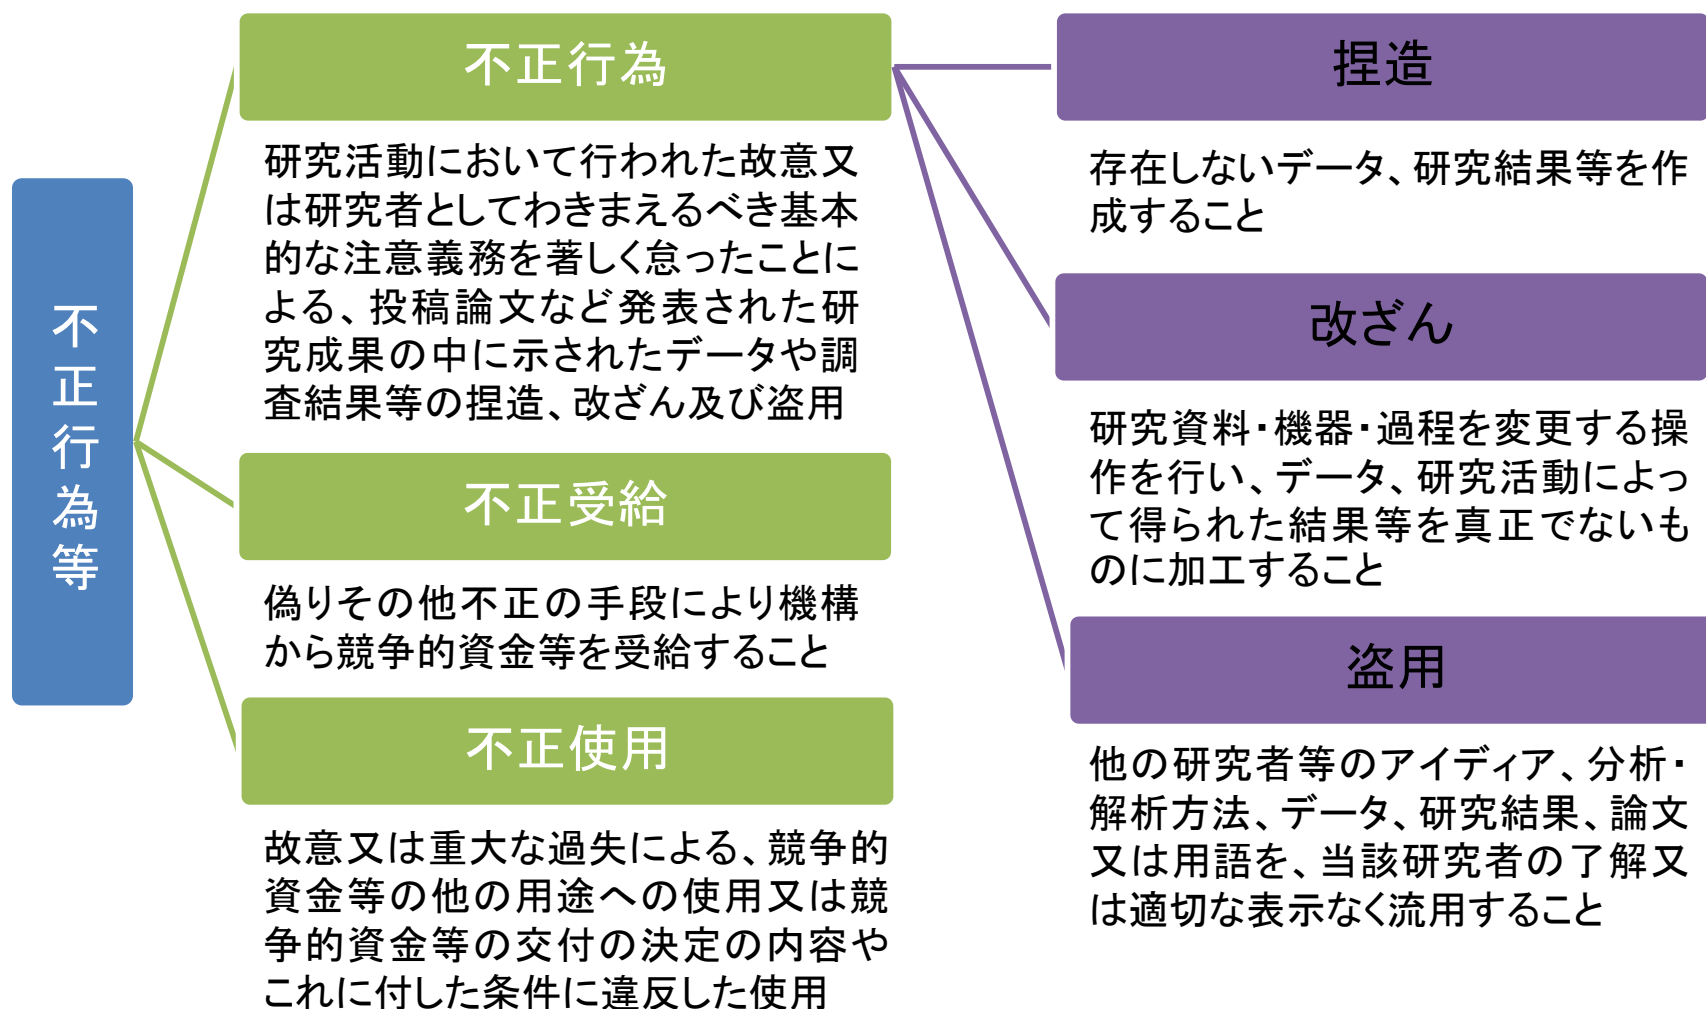 不正行為等
不正行為
研究活動において行われた故意又
は研究者としてわきまえるべき基本
的な注意義務を著しく怠ったことに
よる、投稿論文など発表された研
究成果の中に示されたデータや調
査結果等の捏造、改ざん及び盗用
不正受給
偽りその他不正の手段により機構
から競争的資金等を受給すること
不正使用
故意又は重大な過失による、競争的
資金等の他の用途への使用又は競
争的資金等の交付の決定の内容や
これに付した条件に違反した使用
捏造
存在しないデータ、研究結果等を作
成すること
改ざん
研究資料・機器・過程を変更する操
作を行い、データ、研究活動によっ
て得られた結果等を真正でないも
のに加工すること
盗用
他の研究者等のアイディア、分析・
解析方法、データ、研究結果、論文
又は用語を、当該研究者の了解又
は適切な表示なく流用すること